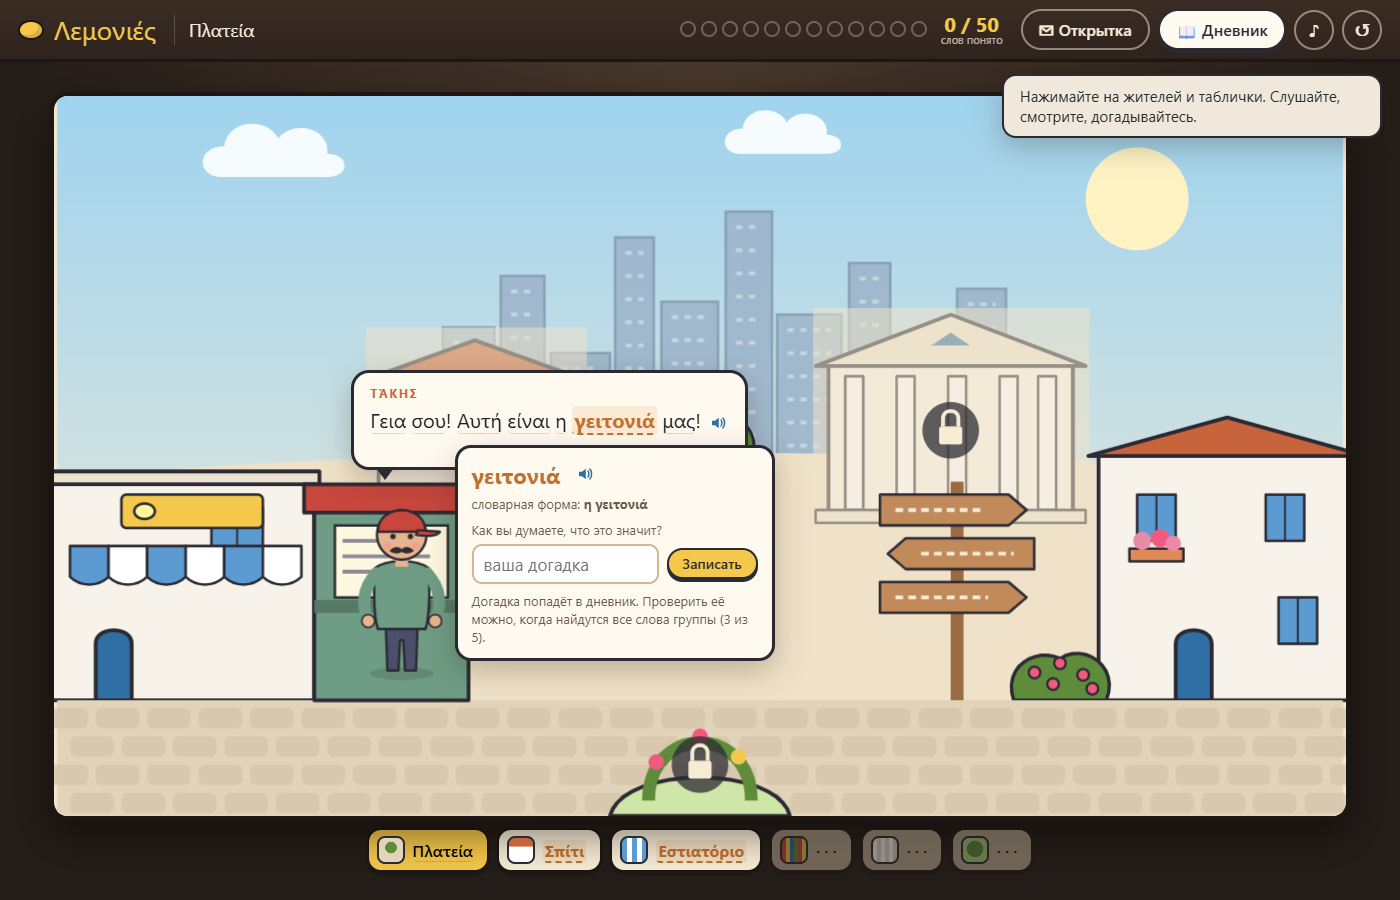 Λεμονιές
Πλατεία
0 / 50
слов понято
Открытка
Дневник
Нажимайте на жителей и таблички. Слушайте,
смотрите, догадывайтесь.
ΤΆΚΗΣ
Γεια σου! Αυτή είναι η γειτονιά μας!
γειτονιά
словарная форма: η γειτονιά
Как вы думаете, что это значит?
ваша догадка
Записать
Догадка попадёт в дневник. Проверить её
можно, когда найдутся все слова группы (3 из
5).
Πλατεία
Σπίτι
Εστιατόριο
···
···
···